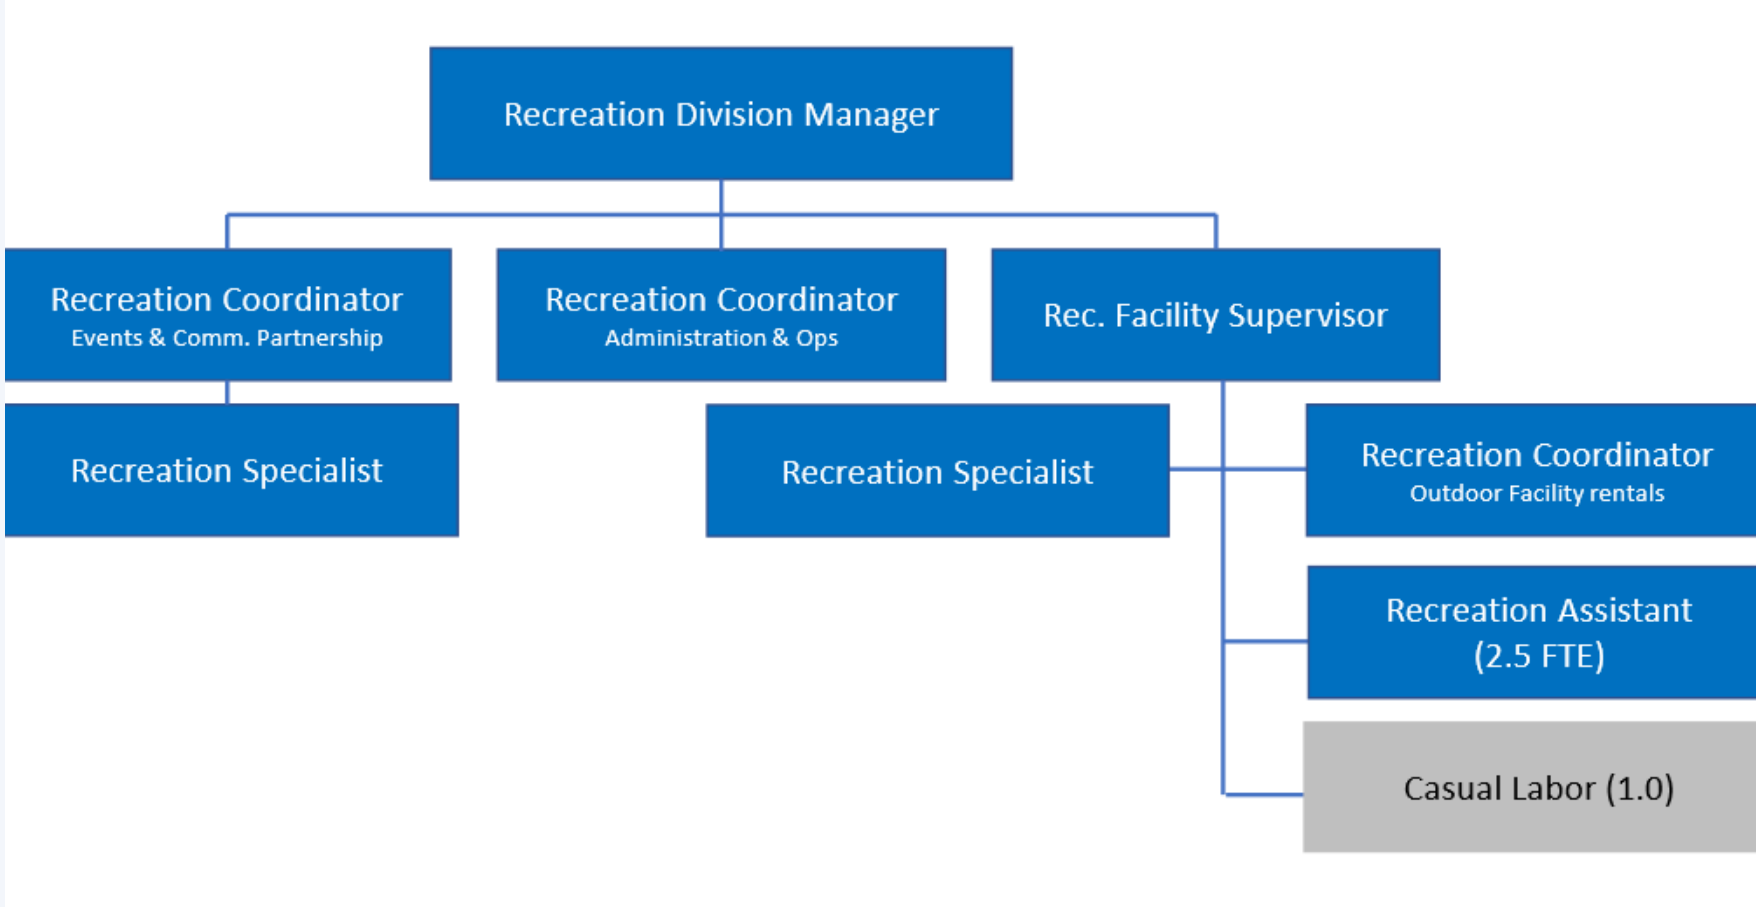 Recreation Division Manager
Recreation Coordinator
Events & Comm. Partnership
Recreation Coordinator
Administration & Ops
Rec. Facility Supervisor
Recreation Specialist
Recreation Specialist
Recreation Coordinator
Outdoor Facility rentals
Recreation Assistant
(2.5 FTE)
Casual Labor (1.0)